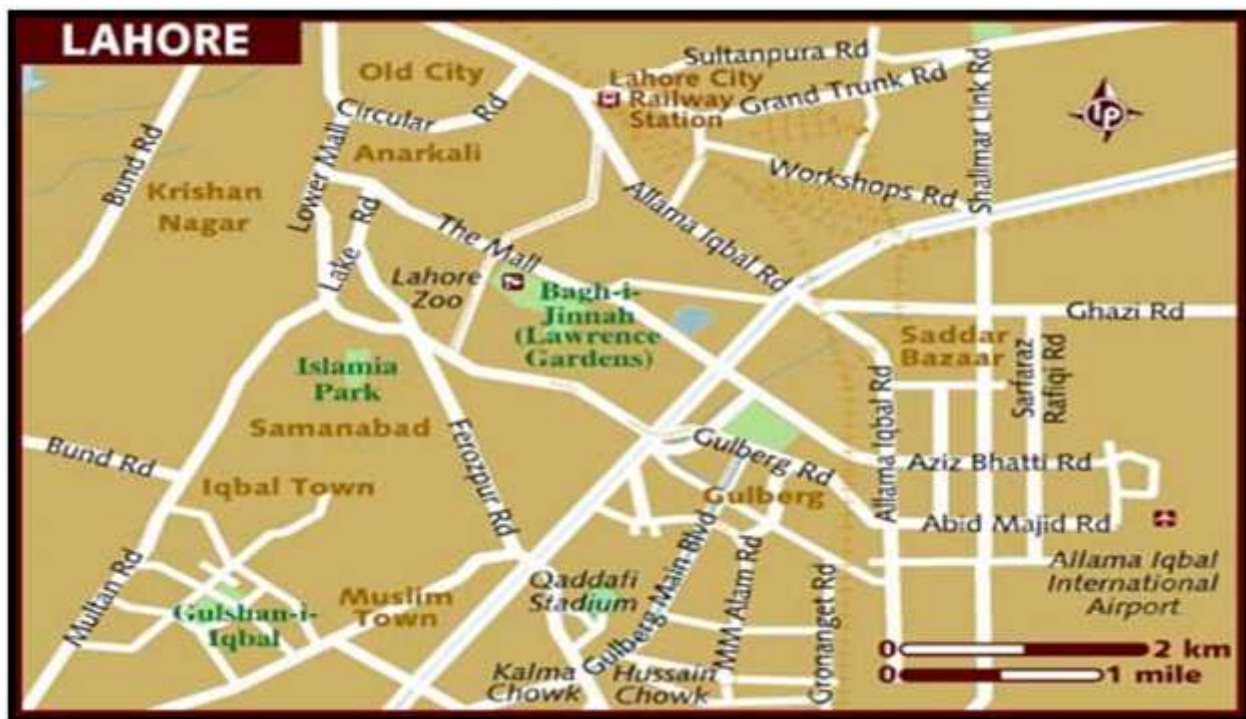 LAHORE
Old City
Sultanpura Rd
Lahore City
Railway
Station
Grand Trunk Rd
Shalimar Link Rd
LP
Circular Rd
Anarkali
Bund Rd
Krishan
Nagar
Lower Mall
Lake Rd
The Mall
Allama Iqbal Rd
Workshops Rd
Lahore
Zoo
Bagh-i-
Jinnah
(Lawrence
Gardens)
Ghazi Rd
Saddar
Bazaar
Sarfaraz
Rafiqi Rd
Islamia
Park
Samanabad
Ferozpur Rd
Allama Iqbal Rd
Bund Rd
Iqbal Town
Gulberg Rd
Gulberg
Aziz Bhatti Rd
Abid Majid Rd
Multan Rd
Gulshan-i-
Iqbal
Muslim
Town
Qaddafi
Stadium
Gulberg Main Blvd
MM Alam Rd
Gronanget Rd
Allama Iqbal
International
Airport
Kalma
Chowk
Hussain
Chowk
0 2 km
0 1 mile